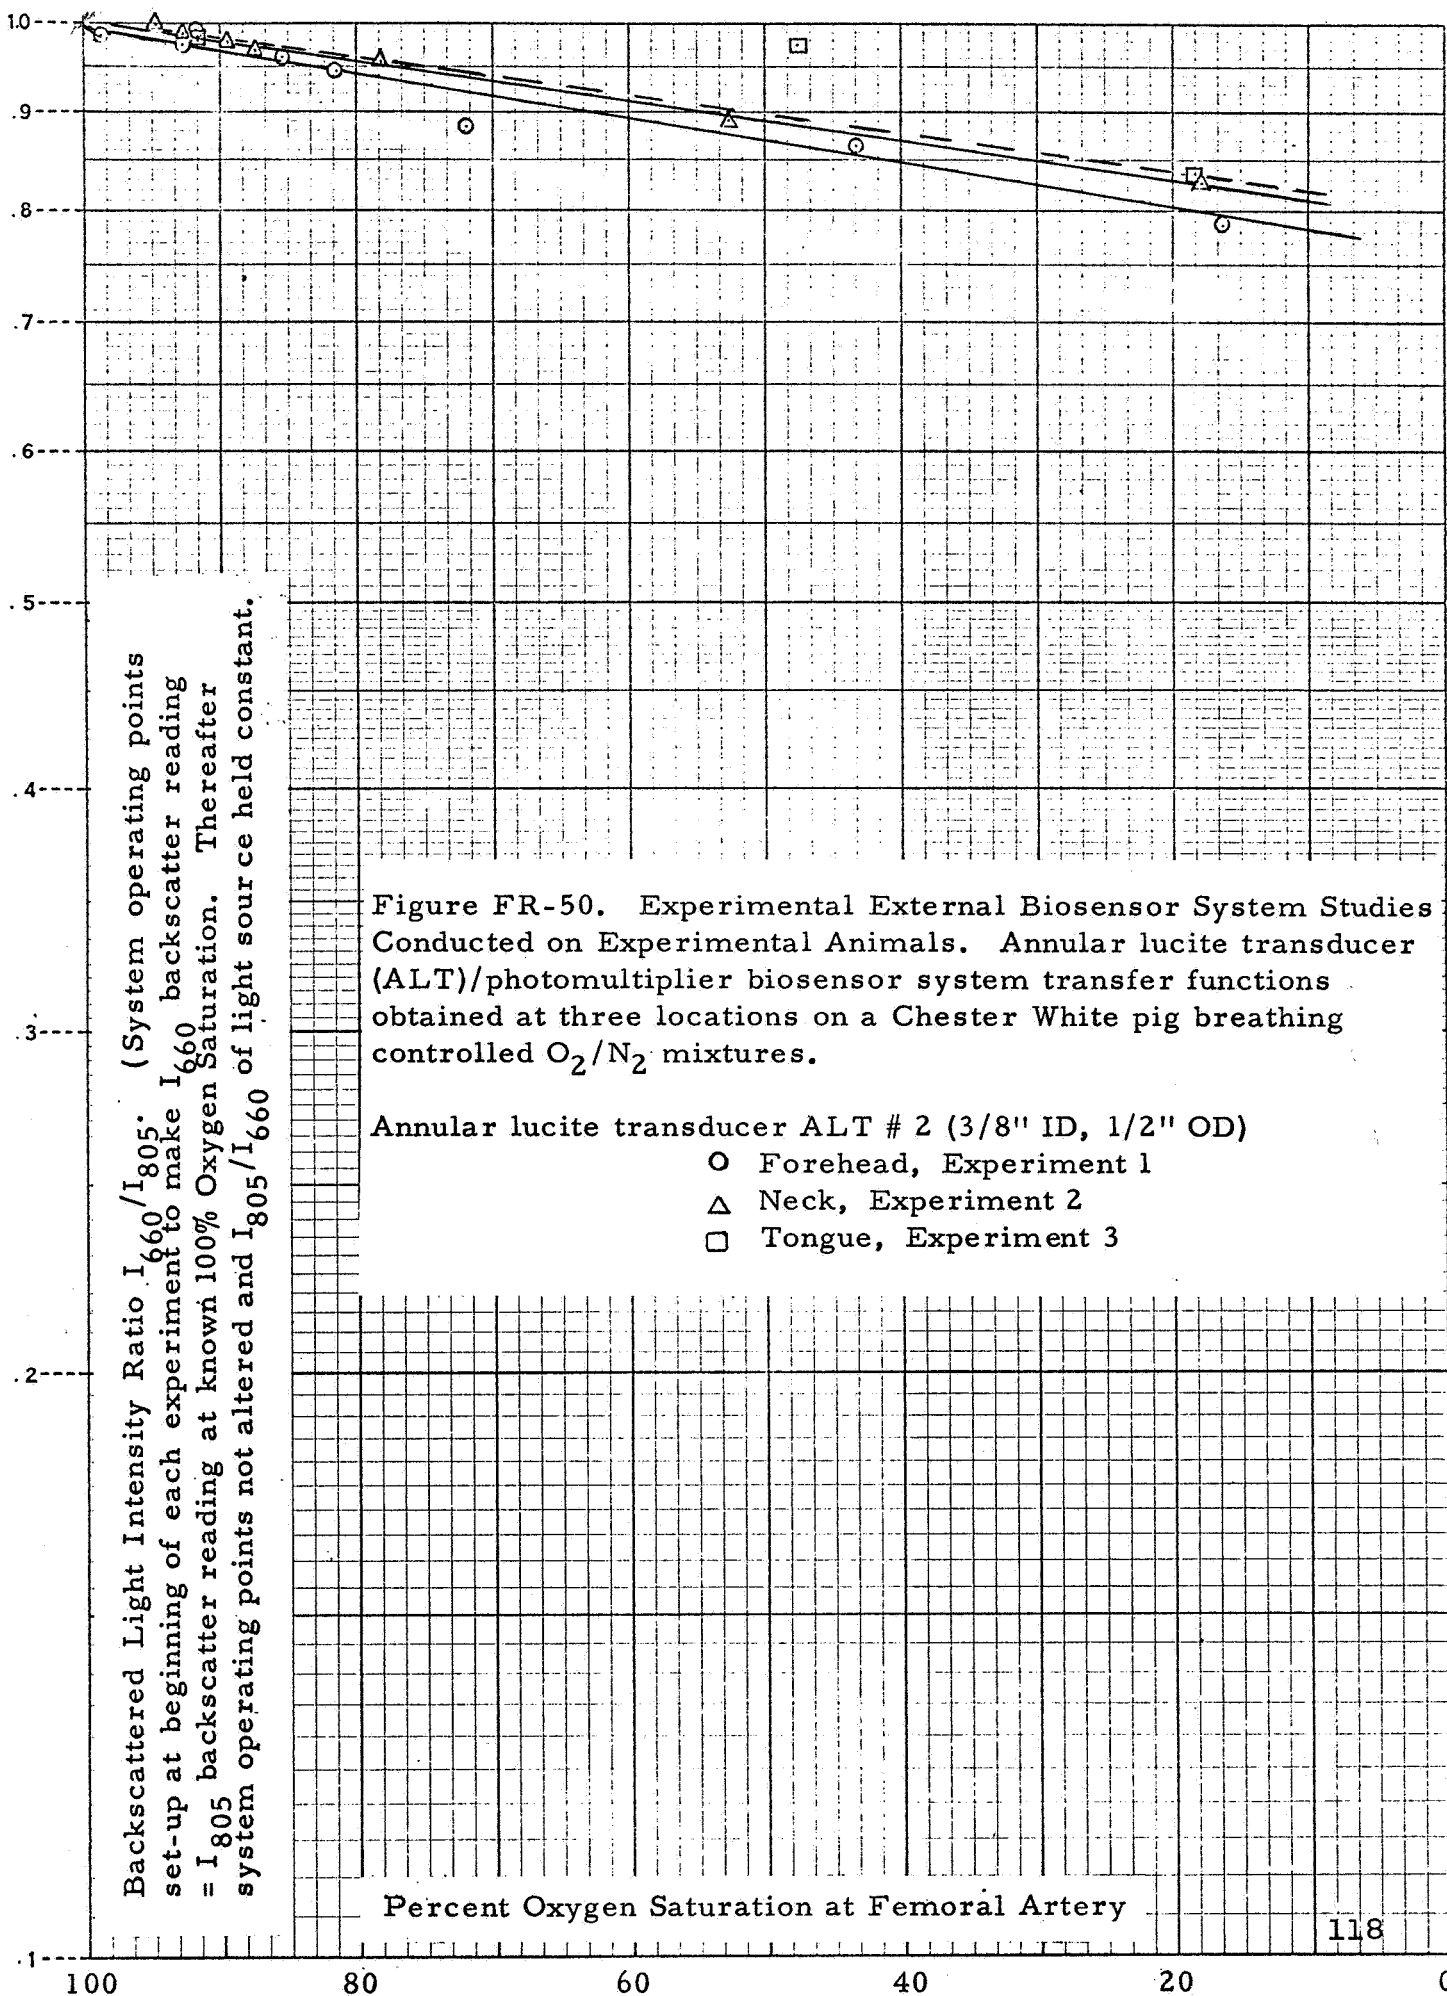 1.0
.9
.8
.7
.6
.5
.4
.3
.2
.1
Backscattered Light Intensity Ratio I660/I805. (System operating points
set-up at beginning of each experiment to make I660 backscatter reading
= I805 backscatter reading at known 100% Oxygen Saturation. Thereafter
system operating points not altered and I805/I660 of light source held constant.
Figure FR-50. Experimental External Biosensor System Studies
Conducted on Experimental Animals. Annular lucite transducer
(ALT)/photomultiplier biosensor system transfer functions
obtained at three locations on a Chester White pig breathing
controlled O2/N2 mixtures.
Annular lucite transducer ALT # 2 (3/8" ID, 1/2" OD)
Forehead, Experiment 1
Neck, Experiment 2
Tongue, Experiment 3
Percent Oxygen Saturation at Femoral Artery
118
100 80 60 40 20 0